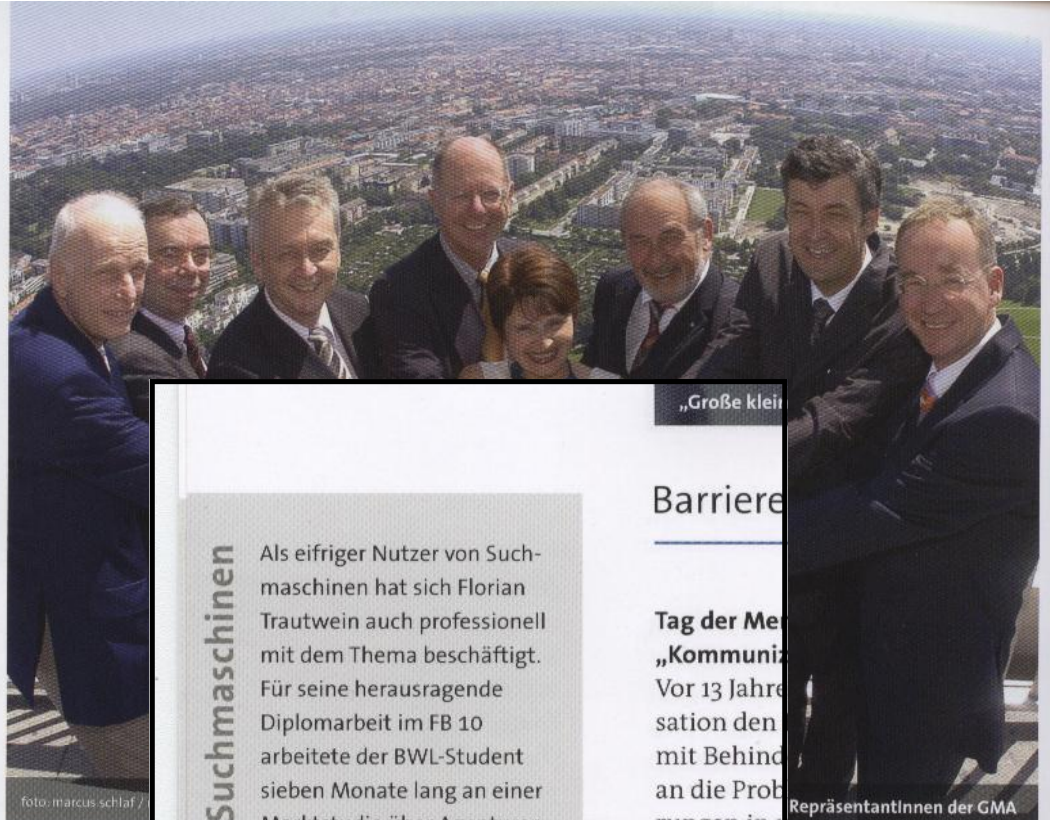 „Große
Barriere
Suchmaschinen
Als eifriger Nutzer von Such-
maschinen hat sich Florian
Trautwein auch professionell
mit dem Thema beschäftigt.
Für seine herausragende
Diplomarbeit im FB 10
arbeitete der BWL-Student
sieben Monate lang an einer
Tag der
„Kommuniz
Vor 13 Jahre
sation den
mit Behind
an die Prob
foto: marcus schlaf /
RepräsentantInnen der GMA